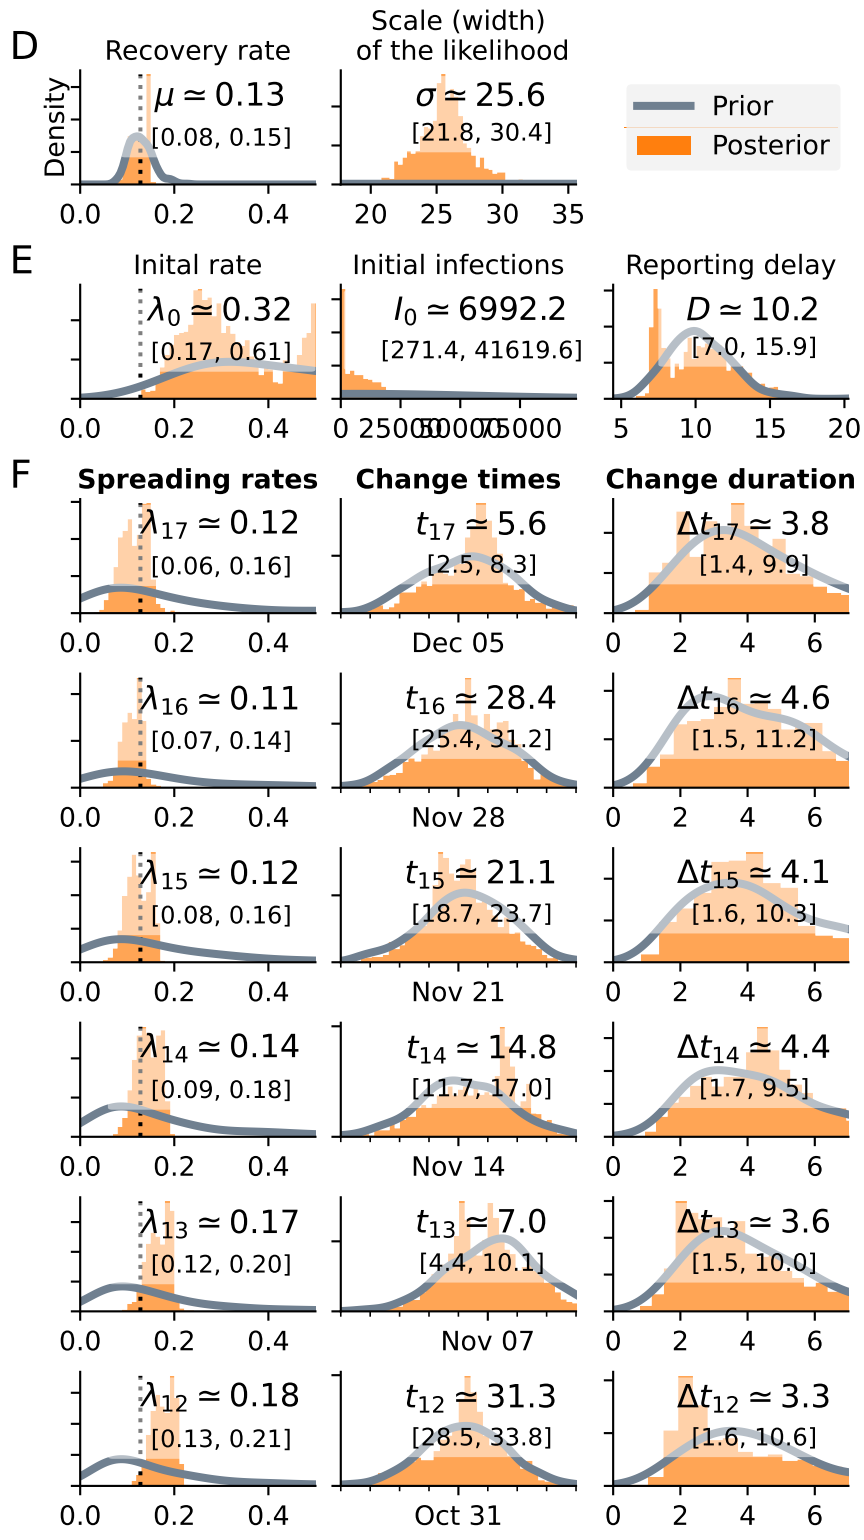 D
Recovery rate
Scale (width)
of the likelihood
Density
μ ≃ 0.13
[0.08, 0.15]
0.0 0.2 0.4
σ ≃ 25.6
[21.8, 30.4]
20 25 30 35
Prior
Posterior
E
Inital rate
Initial infections
Reporting delay
λ0 ≃ 0.32
[0.17, 0.61]
0.0 0.2 0.4
I0 ≃ 6992.2
[271.4, 41619.6]
0 25000 50000 75000
D ≃ 10.2
[7.0, 15.9]
5 10 15 20
F
Spreading rates
Change times
Change duration
λ17 ≃ 0.12
[0.06, 0.16]
0.0 0.2 0.4
t17 ≃ 5.6
[2.5, 8.3]
Dec 05
Δt17 ≃ 3.8
[1.4, 9.9]
0 2 4 6
λ16 ≃ 0.11
[0.07, 0.14]
0.0 0.2 0.4
t16 ≃ 28.4
[25.4, 31.2]
Nov 28
Δt16 ≃ 4.6
[1.5, 11.2]
0 2 4 6
λ15 ≃ 0.12
[0.08, 0.16]
0.0 0.2 0.4
t15 ≃ 21.1
[18.7, 23.7]
Nov 21
Δt15 ≃ 4.1
[1.6, 10.3]
0 2 4 6
λ14 ≃ 0.14
[0.09, 0.18]
0.0 0.2 0.4
t14 ≃ 14.8
[11.7, 17.0]
Nov 14
Δt14 ≃ 4.4
[1.7, 9.5]
0 2 4 6
λ13 ≃ 0.17
[0.12, 0.20]
0.0 0.2 0.4
t13 ≃ 7.0
[4.4, 10.1]
Nov 07
Δt13 ≃ 3.6
[1.5, 10.0]
0 2 4 6
λ12 ≃ 0.18
[0.13, 0.21]
0.0 0.2 0.4
t12 ≃ 31.3
[28.5, 33.8]
Oct 31
Δt12 ≃ 3.3
[1.6, 10.6]
0 2 4 6